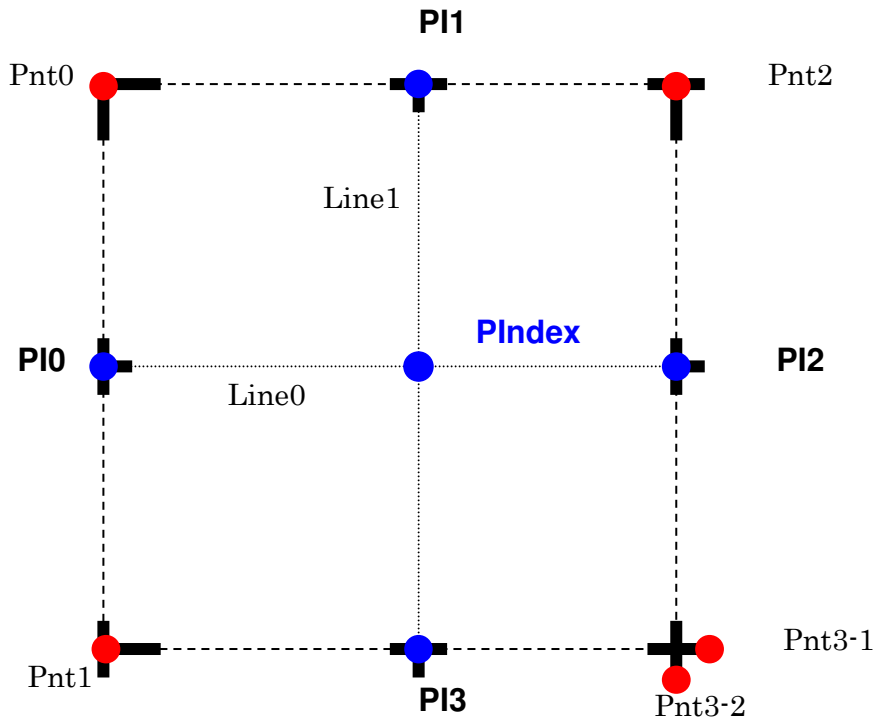 PI1
Pnt0
Pnt2
Line1
PIndex
PI0
PI2
Line0
Pnt3-1
Pnt1
PI3
Pnt3-2